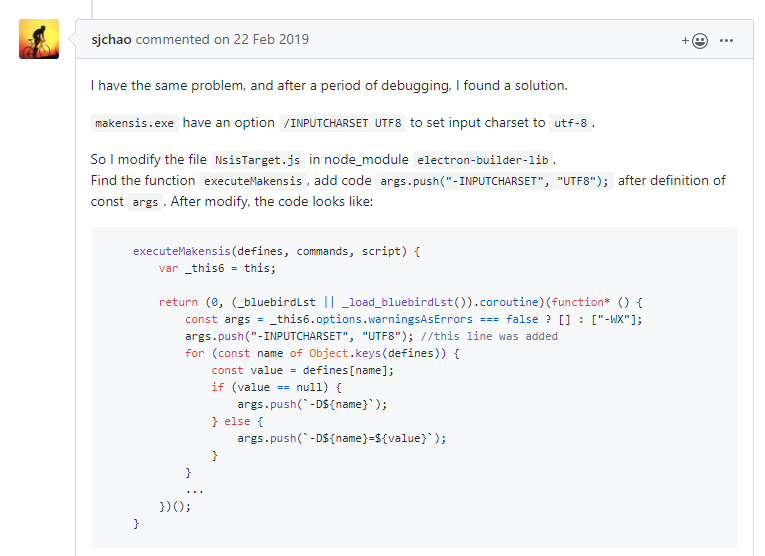 sjchao commented on 22 Feb 2019
I have the same problem, and after a period of debugging, I found a solution.
makensis.exe have an option /INPUTCHARSET UTF8 to set input charset to utf-8 .
So I modify the file NsisTarget.js in node_module electron-builder-lib .
Find the function executeMakensis , add code args.push("-INPUTCHARSET", "UTF8"); after definition of
const args . After modify, the code looks like:
executeMakensis(defines, commands, script) {
var _this6 = this;
return (0, (_bluebirdLst || _load_bluebirdLst()).coroutine)(function* () {
const args = _this6.options.warningsAsErrors === false ? [] : ["-WX"];
args.push("-INPUTCHARSET", "UTF8"); //this line was added
for (const name of Object.keys(defines)) {
const value = defines[name];
if (value == null) {
args.push(`-D${name}`);
} else {
args.push(`-D${name}=${value}`);
}
}
...
})();
}